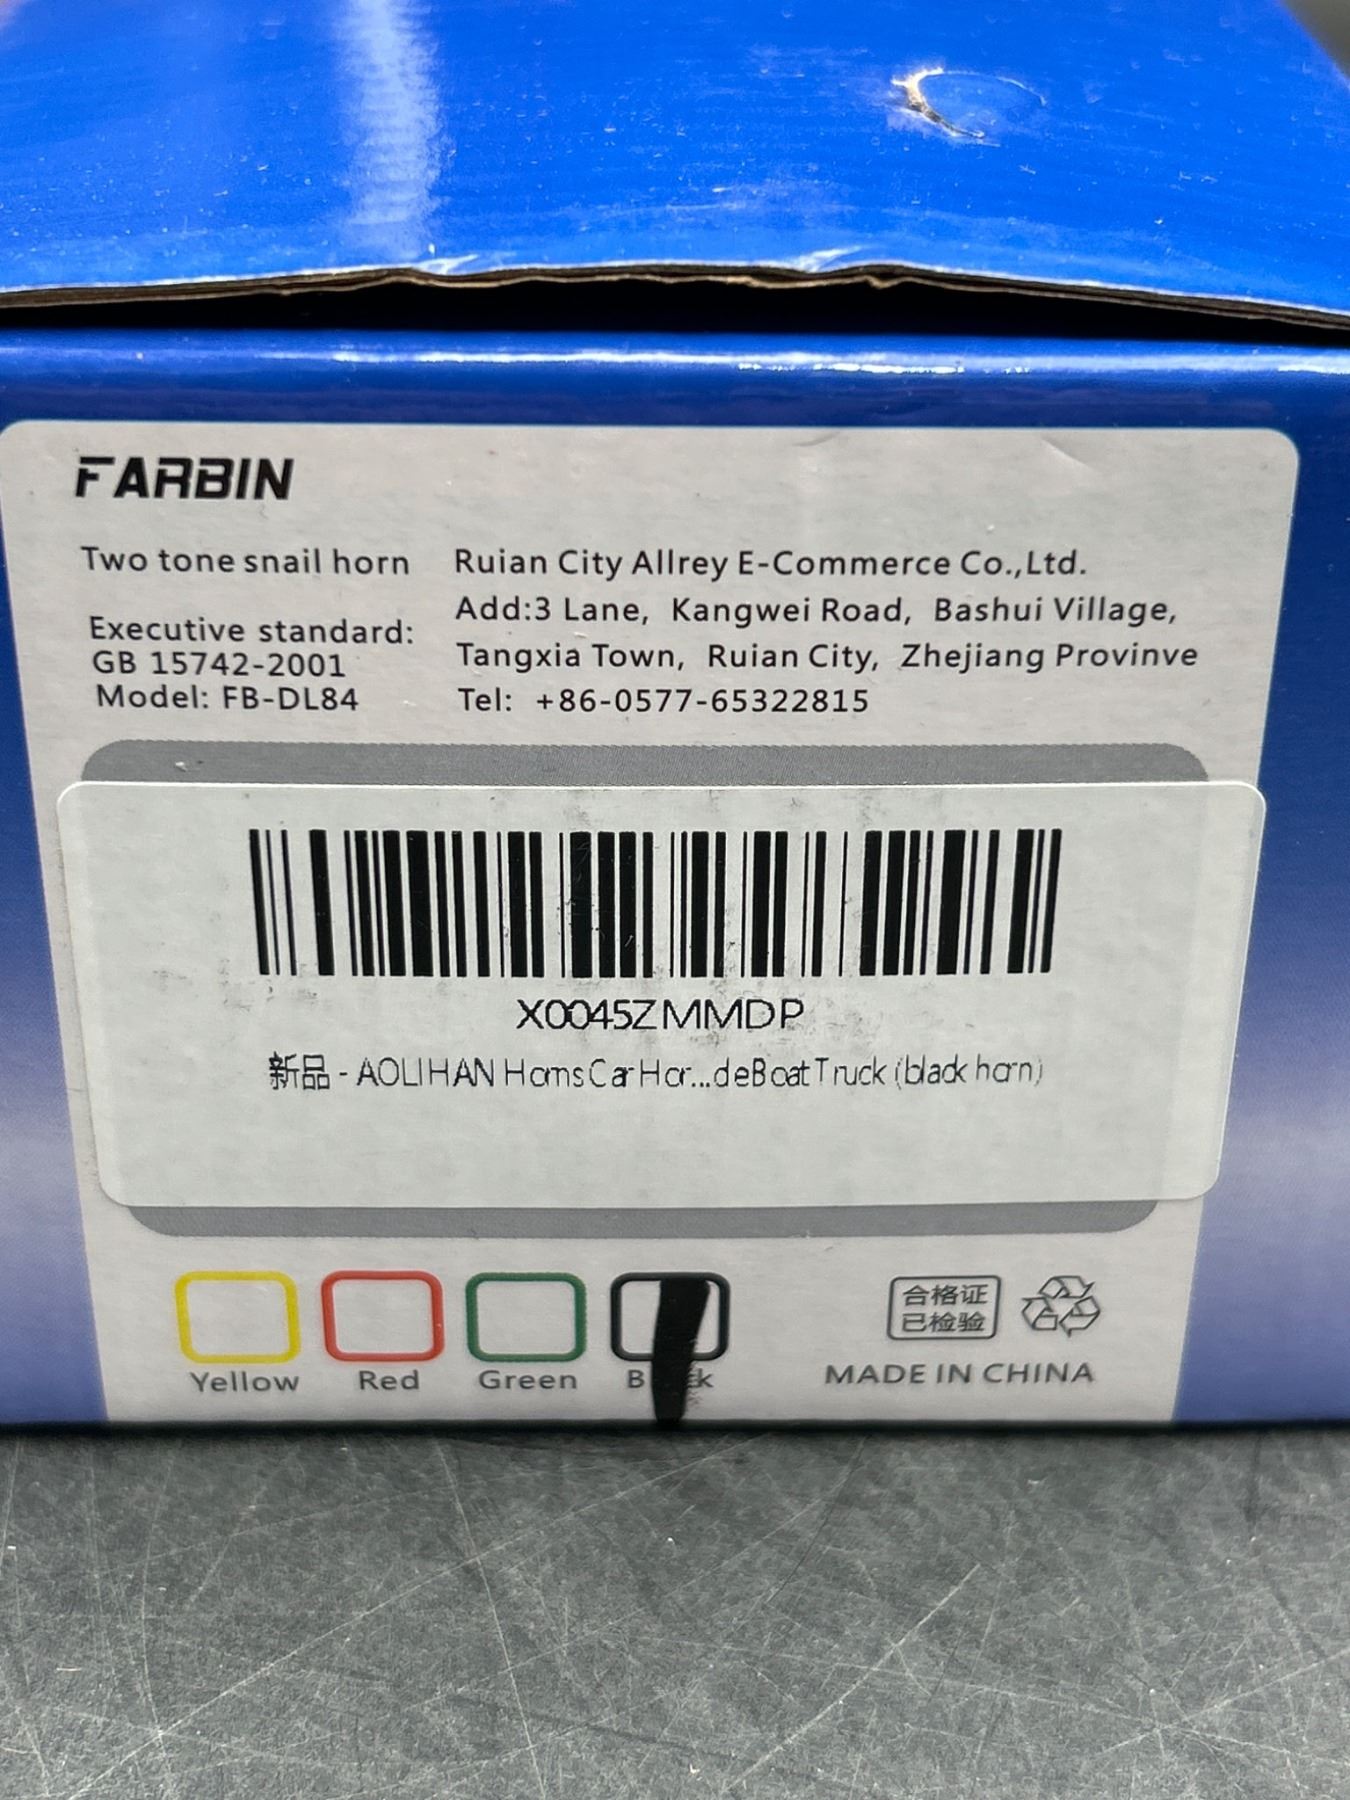 FARBIN
Two tone snail horn
Executive standard:
GB 15742-2001
Model: FB-DL84
Ruian City Allrey E-Commerce Co.,Ltd.
Add:3 Lane, Kangwei Road, Bashui Village,
Tangxia Town, Ruian City, Zhejiang Provinve
Tel: +86-0577-65322815
X0045ZMMDP
新品 - AOLIHAN Horns Car Hor...de Boat Truck (black horn)
Yellow Red Green
合格证
已检验
MADE IN CHINA